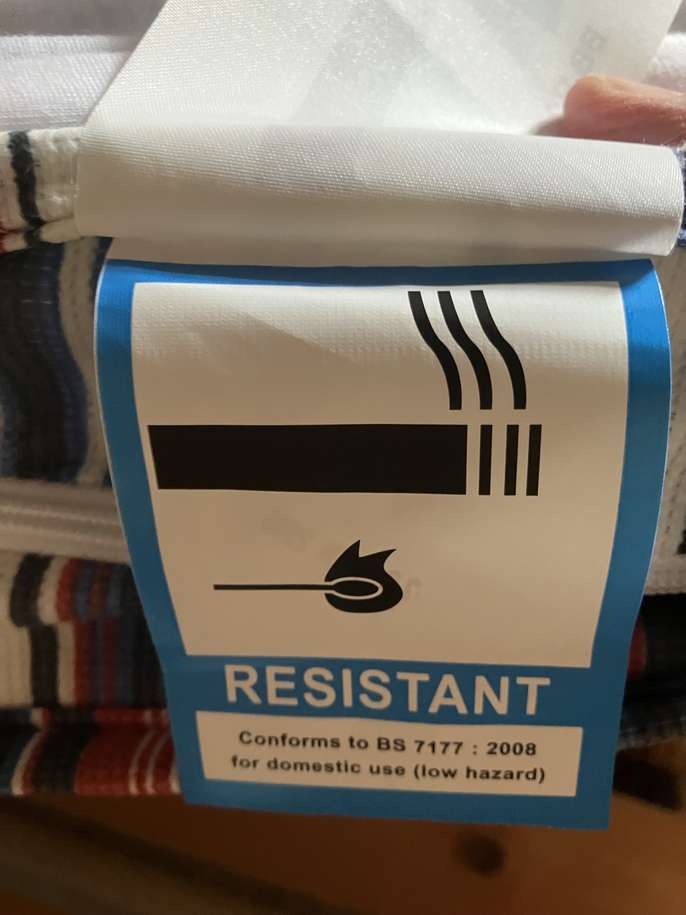 RESISTANT
Conforms to BS 7177 : 2008
for domestic use (low hazard)